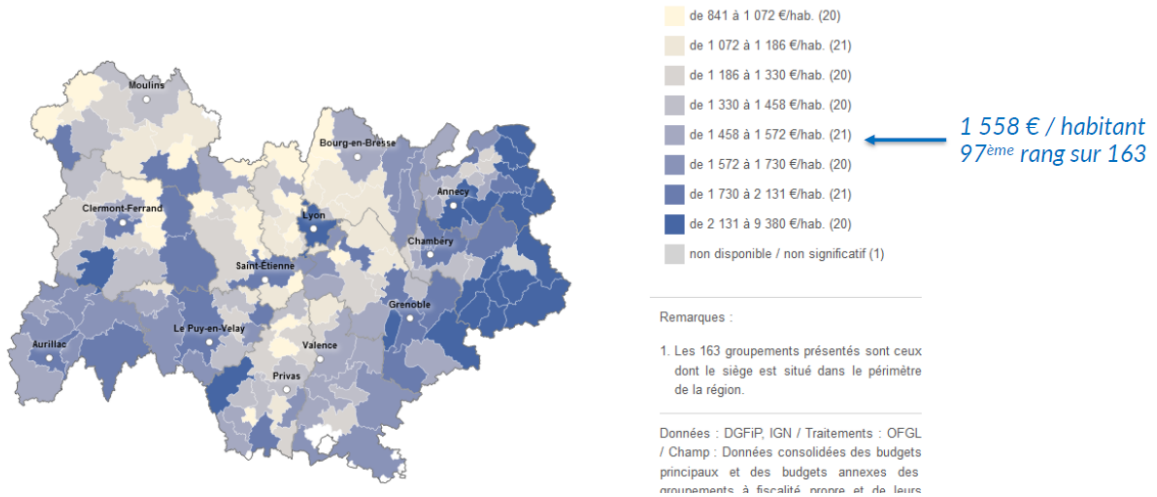 Moulins
Bourg-en-Bresse
Annecy
Clermont-Ferrand
Lyon
Chambéry
Saint-Étienne
Grenoble
Le Puy-en-Velay
Aurillac
Valence
Privas
de 841 à 1 072 €/hab. (20)
de 1 072 à 1 186 €/hab. (21)
de 1 186 à 1 330 €/hab. (20)
de 1 330 à 1 458 €/hab. (20)
de 1 458 à 1 572 €/hab. (21)
de 1 572 à 1 730 €/hab. (20)
de 1 730 à 2 131 €/hab. (21)
de 2 131 à 9 380 €/hab. (20)
non disponible / non significatif (1)
1 558 € / habitant
97ème rang sur 163
Remarques :
1. Les 163 groupements présentés sont ceux
dont le siège est situé dans le périmètre
de la région.
Données : DGFiP, IGN / Traitements : OFGL
/ Champ : Données consolidées des budgets
principaux et des budgets annexes des
groupements à fiscalité propre et de leurs